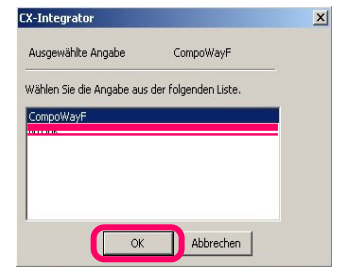 CX-Integrator
Ausgewählte Angabe CompoWayF
Wählen Sie die Angabe aus der folgenden Liste.
CompoWayF
OK Abbrechen